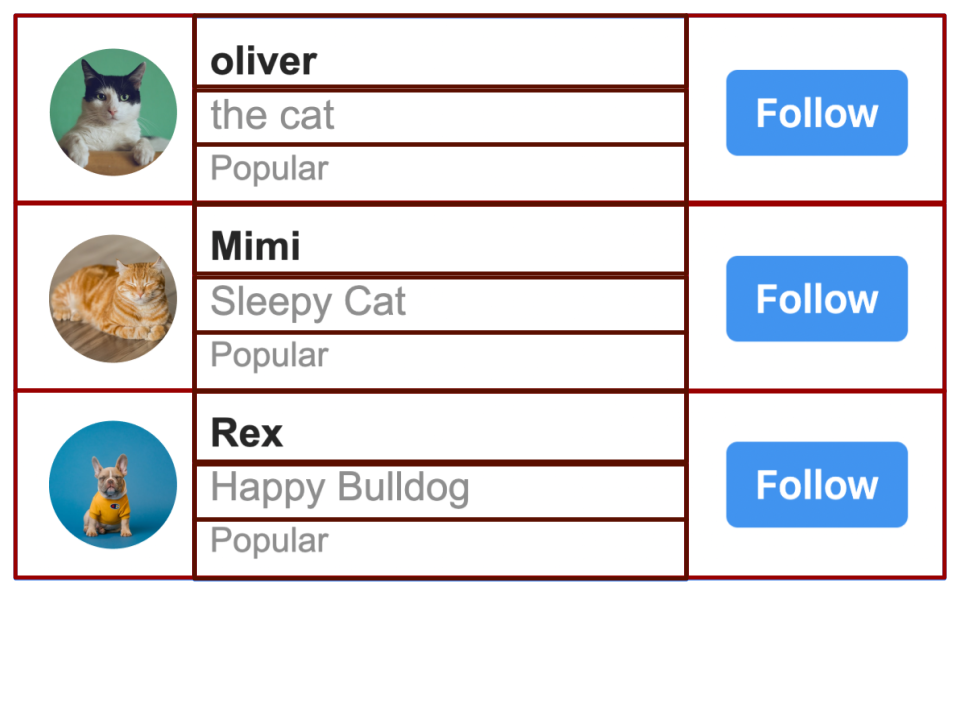 oliver
the cat
Popular
Follow
Mimi
Sleepy Cat
Popular
Follow
Rex
Happy Bulldog
Popular
Follow